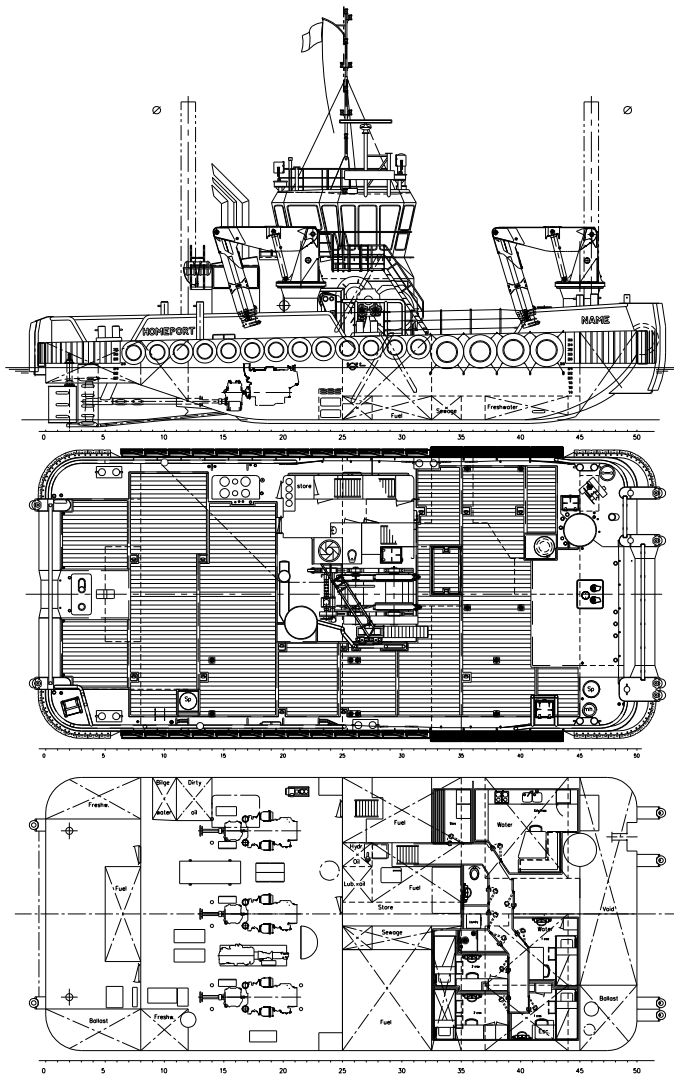 HOMEPORT
NAME
Fuel
Sewage
Freshwater
0 5 10 15 20 25 30 35 40 45 50
store
Sp
Sp
0 5 10 15 20 25 30 35 40 45 50
Freshw.
Bilge water
Dirty oil
Fuel
Water
Hydr. Oil
Fuel
Lub. oil
Fuel
Store
Void
Sewage
Water
Ballast
Freshw.
Fuel
Ballast
0 5 10 15 20 25 30 35 40 45 50